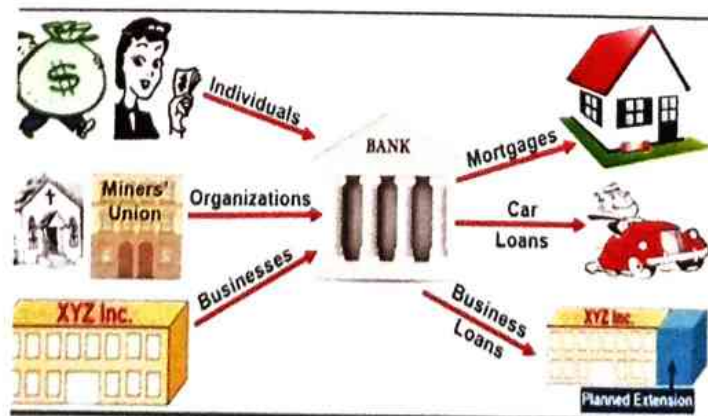 $
$
Individuals
BANK
Mortgages
Miners'
Union
Organizations
Car
Loans
Businesses
XYZ Inc.
Business
Loans
XYZ Inc.
Planned Extension